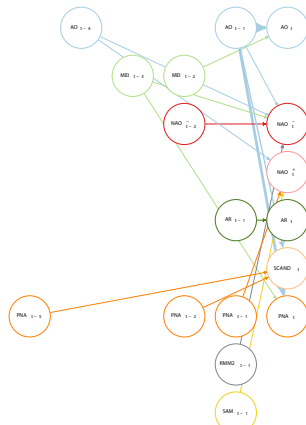 AO t − 4 AO t − 1 AO t
MEI t − 3 MEI t − 2
NAO⁻ t − 2 NAO⁻ t
NAO⁺ t
AR t − 1 AR t
SCAND t
PNA t − 5 PNA t − 2 PNA t − 1 PNA t
RMM2 t − 1
SAM t − 1